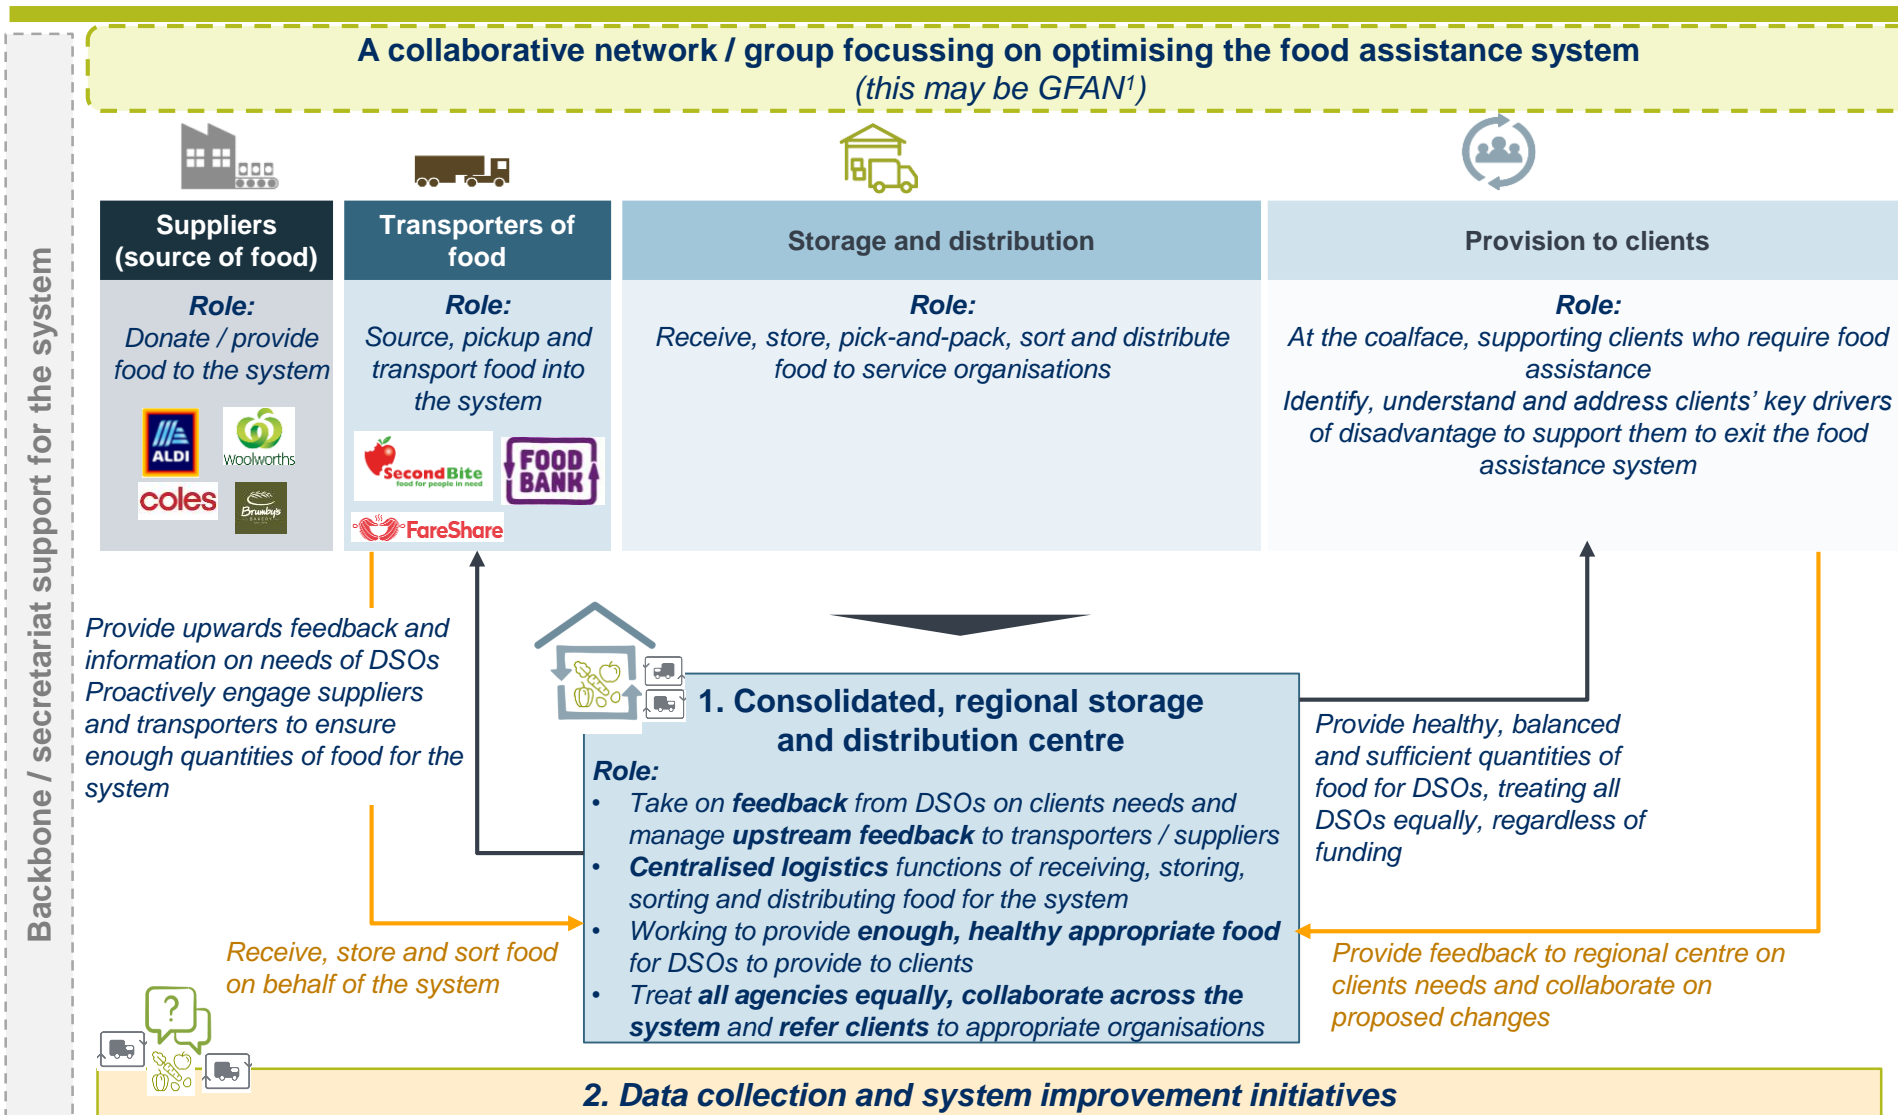 A collaborative network / group focussing on optimising the food assistance system
(this may be GFAN¹)
Backbone / secretariat support for the system
Suppliers
(source of food)
Role:
Donate / provide
food to the system
ALDI
Woolworths
coles
Brumby's
BAKERY
Transporters of
food
Role:
Source, pickup and
transport food into
the system
SecondBite
food for people in need
FOOD
BANK
FareShare
Storage and distribution
Role:
Receive, store, pick-and-pack, sort and distribute
food to service organisations
Provision to clients
Role:
At the coalface, supporting clients who require food
assistance
Identify, understand and address clients' key drivers
of disadvantage to support them to exit the food
assistance system
Provide upwards feedback and
information on needs of DSOs
Proactively engage suppliers
and transporters to ensure
enough quantities of food for the
system
Receive, store and sort food
on behalf of the system
1. Consolidated, regional storage
and distribution centre
Role:
• Take on feedback from DSOs on clients needs and
manage upstream feedback to transporters / suppliers
• Centralised logistics functions of receiving, storing,
sorting and distributing food for the system
• Working to provide enough, healthy appropriate food
for DSOs to provide to clients
• Treat all agencies equally, collaborate across the
system and refer clients to appropriate organisations
Provide healthy, balanced
and sufficient quantities of
food for DSOs, treating all
DSOs equally, regardless of
funding
Provide feedback to regional centre on
clients needs and collaborate on
proposed changes
?
2. Data collection and system improvement initiatives